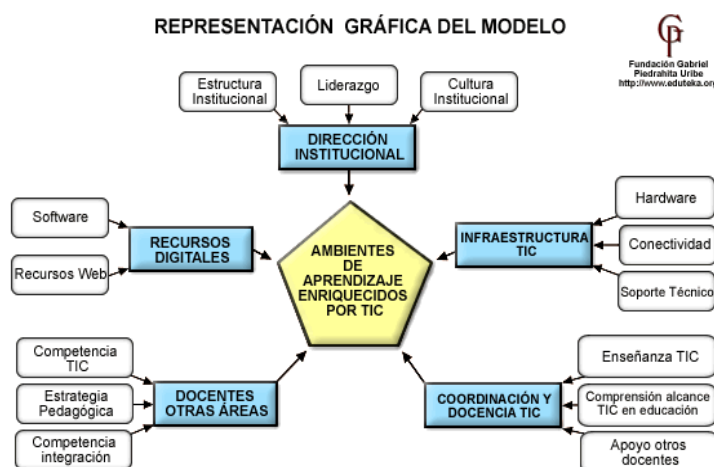 REPRESENTACIÓN GRÁFICA DEL MODELO
Fundación Gabriel
Piedrahita Uribe
http://www.eduteka.org
Estructura
Institucional
Liderazgo
Cultura
Institucional
DIRECCIÓN
INSTITUCIONAL
Software
Recursos Web
RECURSOS
DIGITALES
AMBIENTES
DE
APRENDIZAJE
ENRIQUECIDOS
POR TIC
INFRAESTRUCTURA
TIC
Hardware
Conectividad
Soporte Técnico
Competencia
TIC
Estrategia
Pedagógica
Competencia
integración
DOCENTES
OTRAS ÁREAS
COORDINACIÓN Y
DOCENCIA TIC
Enseñanza TIC
Comprensión alcance
TIC en educación
Apoyo otros
docentes